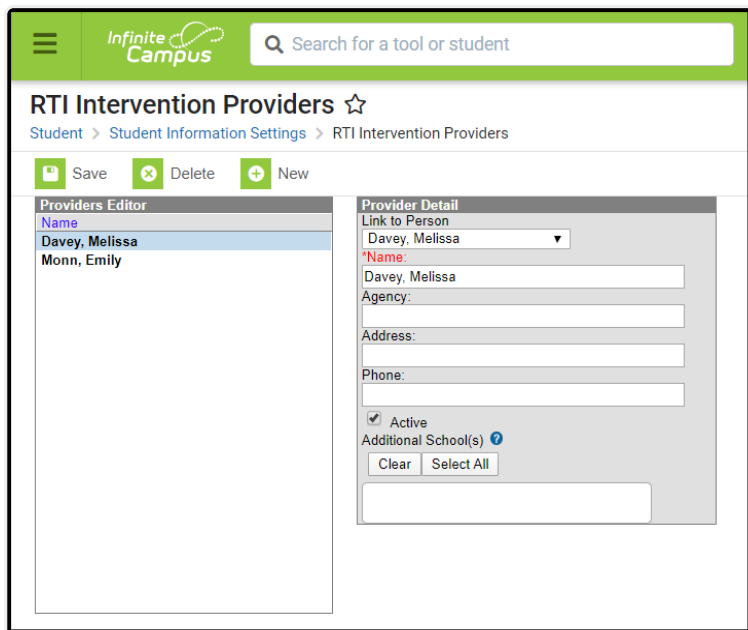 Infinite
Campus
Search for a tool or student
RTI Intervention Providers
Student > Student Information Settings > RTI Intervention Providers
Save Delete New
Providers Editor
Name
Davey, Melissa
Monn, Emily
Provider Detail
Link to Person
Davey, Melissa
*Name:
Davey, Melissa
Agency:
Address:
Phone:
Active
Additional School(s) ?
Clear Select All